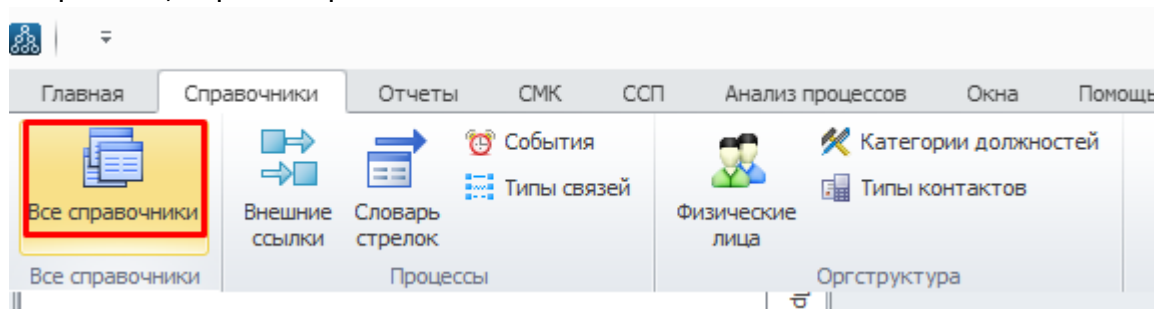 Главная Справочники Отчеты СМК ССП Анализ процессов Окна Помощь
События Категории должностей
Типы связей Типы контактов
Все справочники Внешние ссылки Словарь стрелок Физические лица
Все справочники Процессы Оргструктура